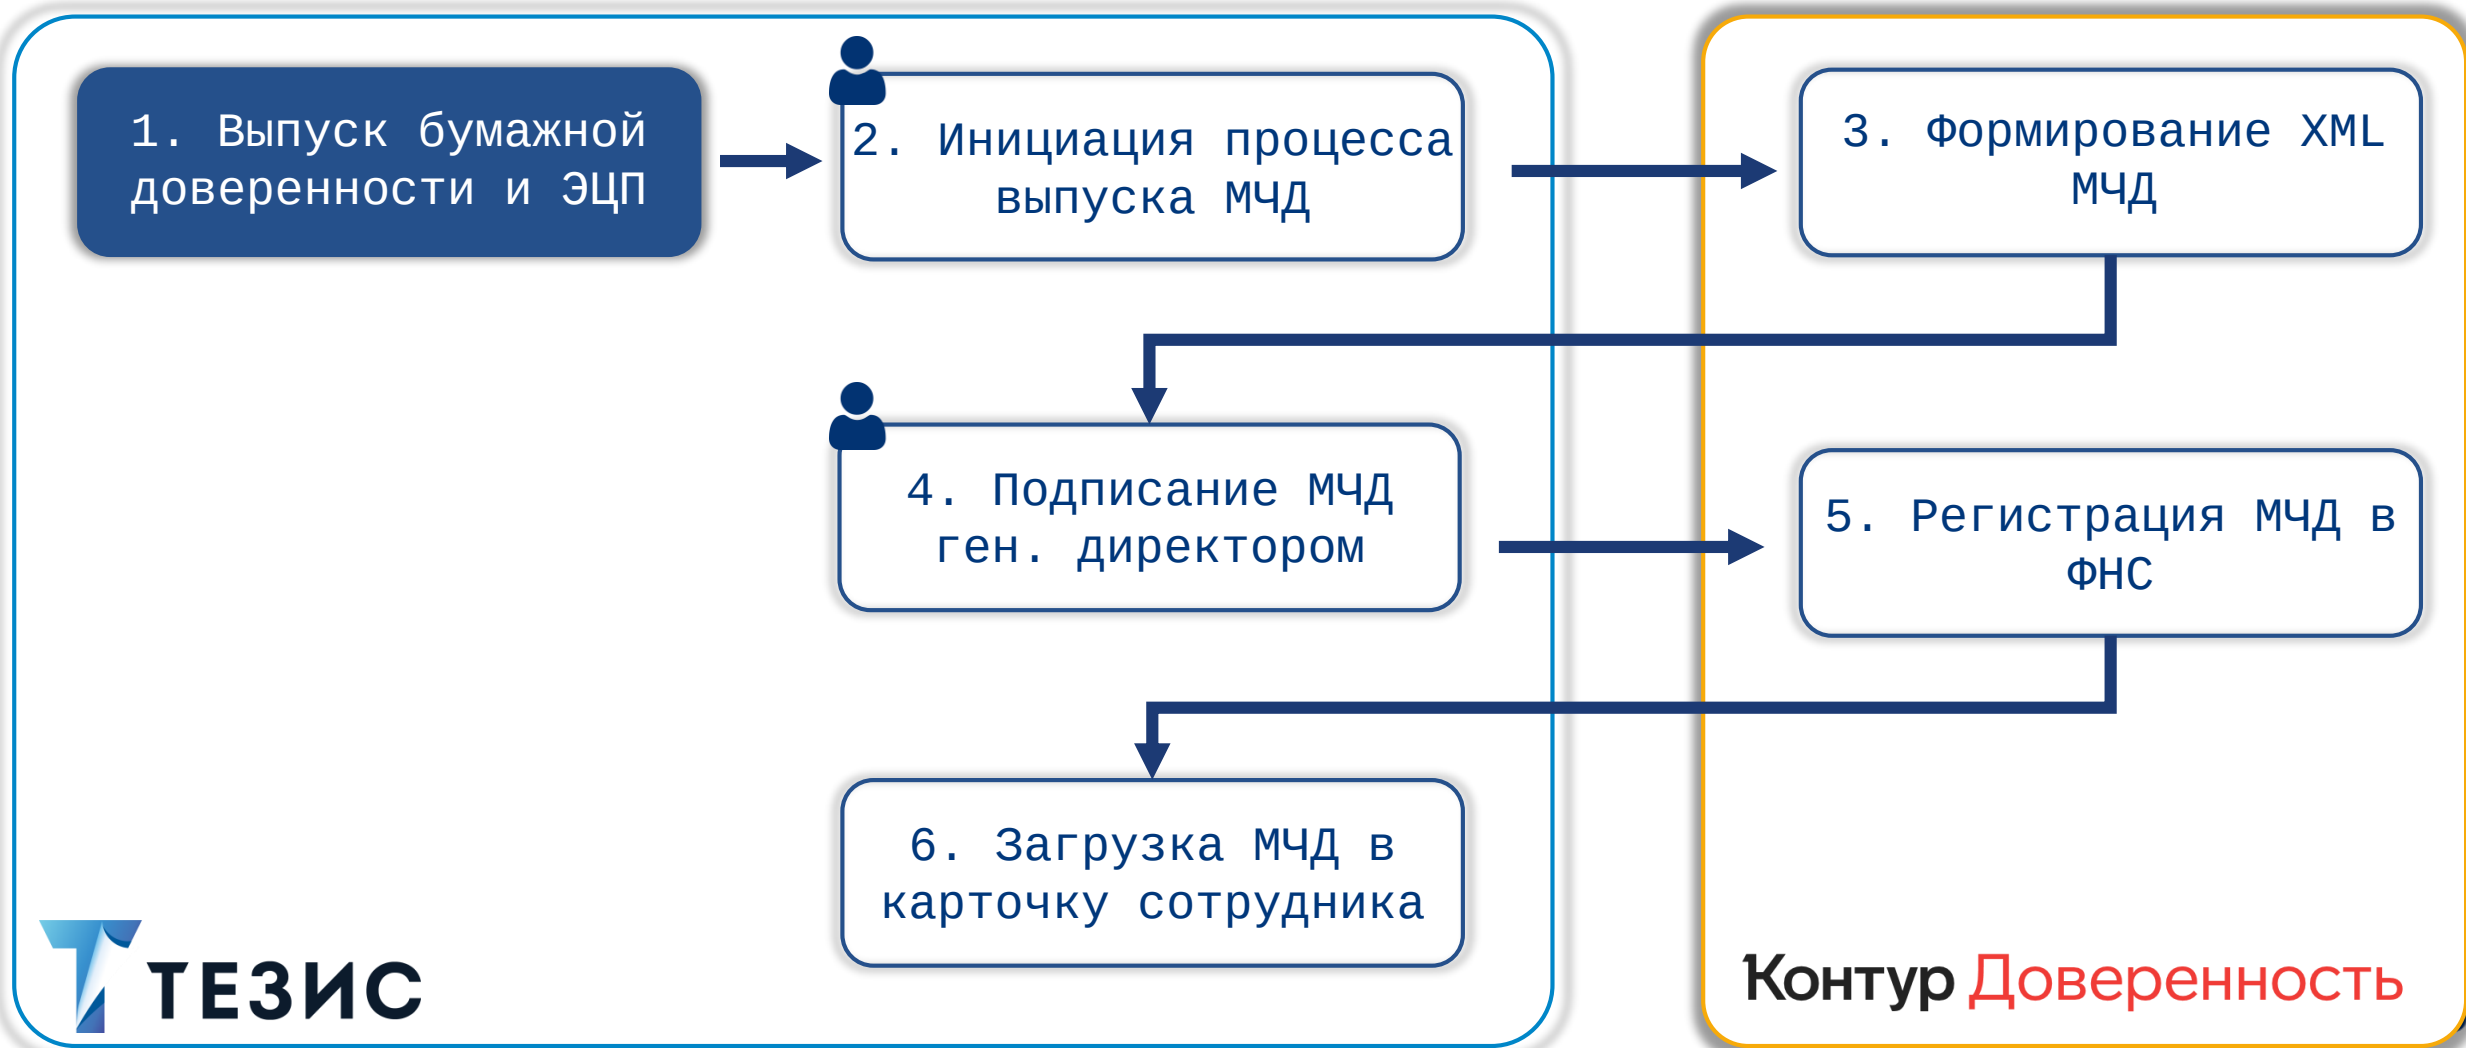 1. Выпуск бумажной
доверенности и ЭЦП
2. Инициация процесса
выпуска МЧД
3. Формирование XML
МЧД
4. Подписание МЧД
ген. директором
5. Регистрация МЧД в
ФНС
6. Загрузка МЧД в
карточку сотрудника
ТЕЗИС
Контур Доверенность